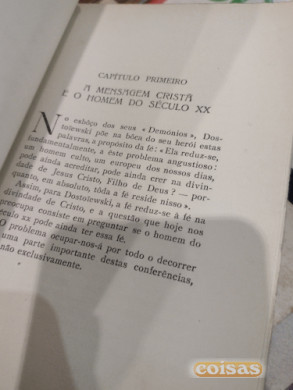 CAPÍTULO PRIMEIRO
A MENSAGEM CRISTÃ
E O HOMEM DO SÉCULO XX
No esbôço dos seus «Demonios», Dos-
toïewski põe na bôca do seu herói estas
palavras, a propósito da fé: «Ela reduz-se,
fundamentalmente, a êste problema angustioso:
um homem culto, um europeu dos nossos dias,
pode ainda acreditar, pode ainda crer na divin-
dade de Jesus Cristo, Filho de Deus? — por-
quanto, em absoluto, tôda a fé reside nisso».
Assim, para Dostoïewski, a fé reduz-se à fé na
divindade de Cristo, e a questão que hoje nos
preocupa consiste em preguntar se o homem do
século XX pode ainda ter essa fé.
O problema ocupar-nos-á por todo o decorrer
uma parte importante destas conferências,
não exclusivamente.
coisas